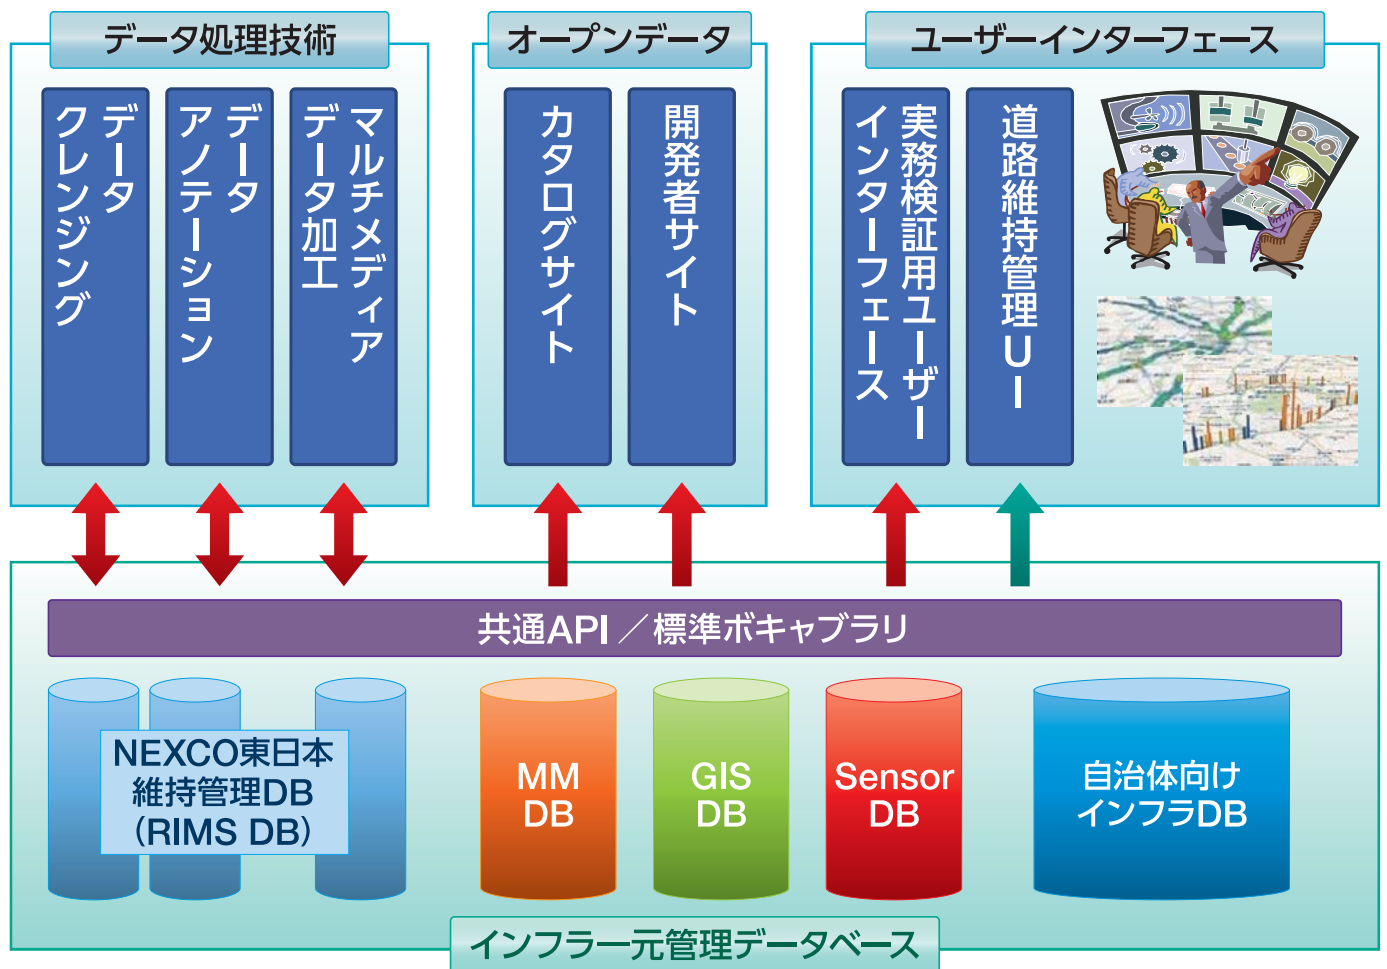 データ処理技術
データ
クレンジング
データ
アノテーション
マルチメディア
データ加工
オープンデータ
カタログサイト
開発者サイト
ユーザーインターフェース
実務検証用ユーザー
インターフェース
道路維持管理UI
共通API／標準ボキャブラリ
NEXCO東日本
維持管理DB
（RIMS DB）
MM
DB
GIS
DB
Sensor
DB
自治体向け
インフラDB
インフラ一元管理データベース